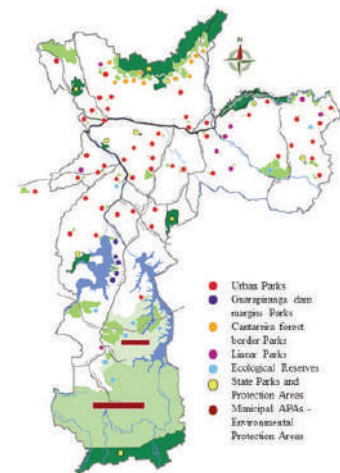 N
Urban Parks
Guarapiranga dam
margins Parks
Cantareira forest
border Parks
Linear Parks
Ecological Reserves
State Parks and
Protection Areas
Municipal APAs -
Environmental
Protection Areas